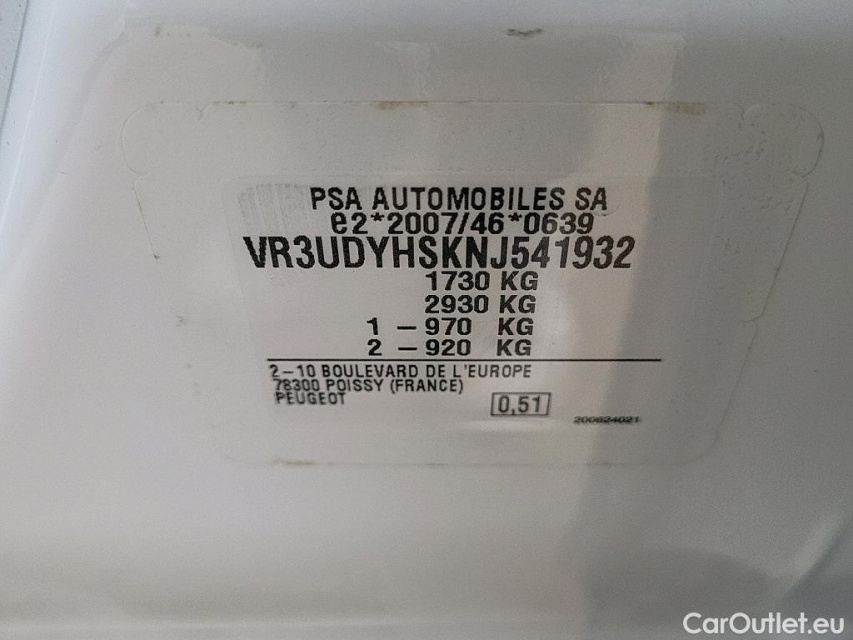 PSA AUTOMOBILES SA
e2*2007/46*0639
VR3UDYHSKNJ541932
1730 KG
2930 KG
1 – 970 KG
2 – 920 KG
2–10 BOULEVARD DE L'EUROPE
78300 POISSY (FRANCE)
PEUGEOT
0,51
200624021
CarOutlet.eu